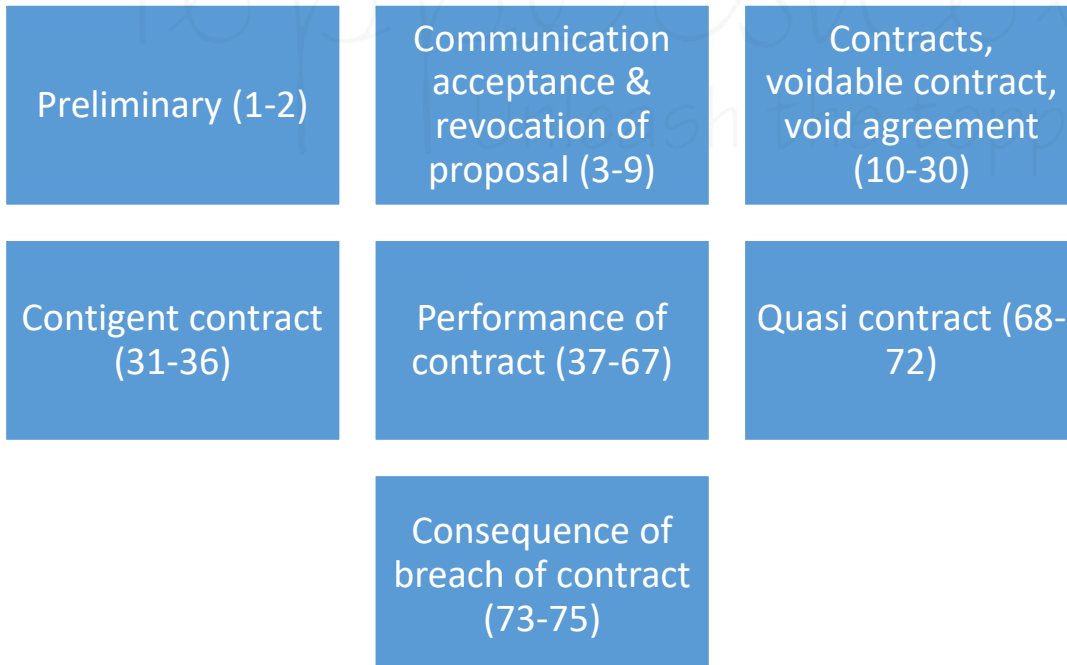 Preliminary (1-2)
Communication
acceptance &
revocation of
proposal (3-9)
Contracts,
voidable contract,
void agreement
(10-30)
Contigent contract
(31-36)
Performance of
contract (37-67)
Quasi contract (68-
72)
Consequence of
breach of contract
(73-75)